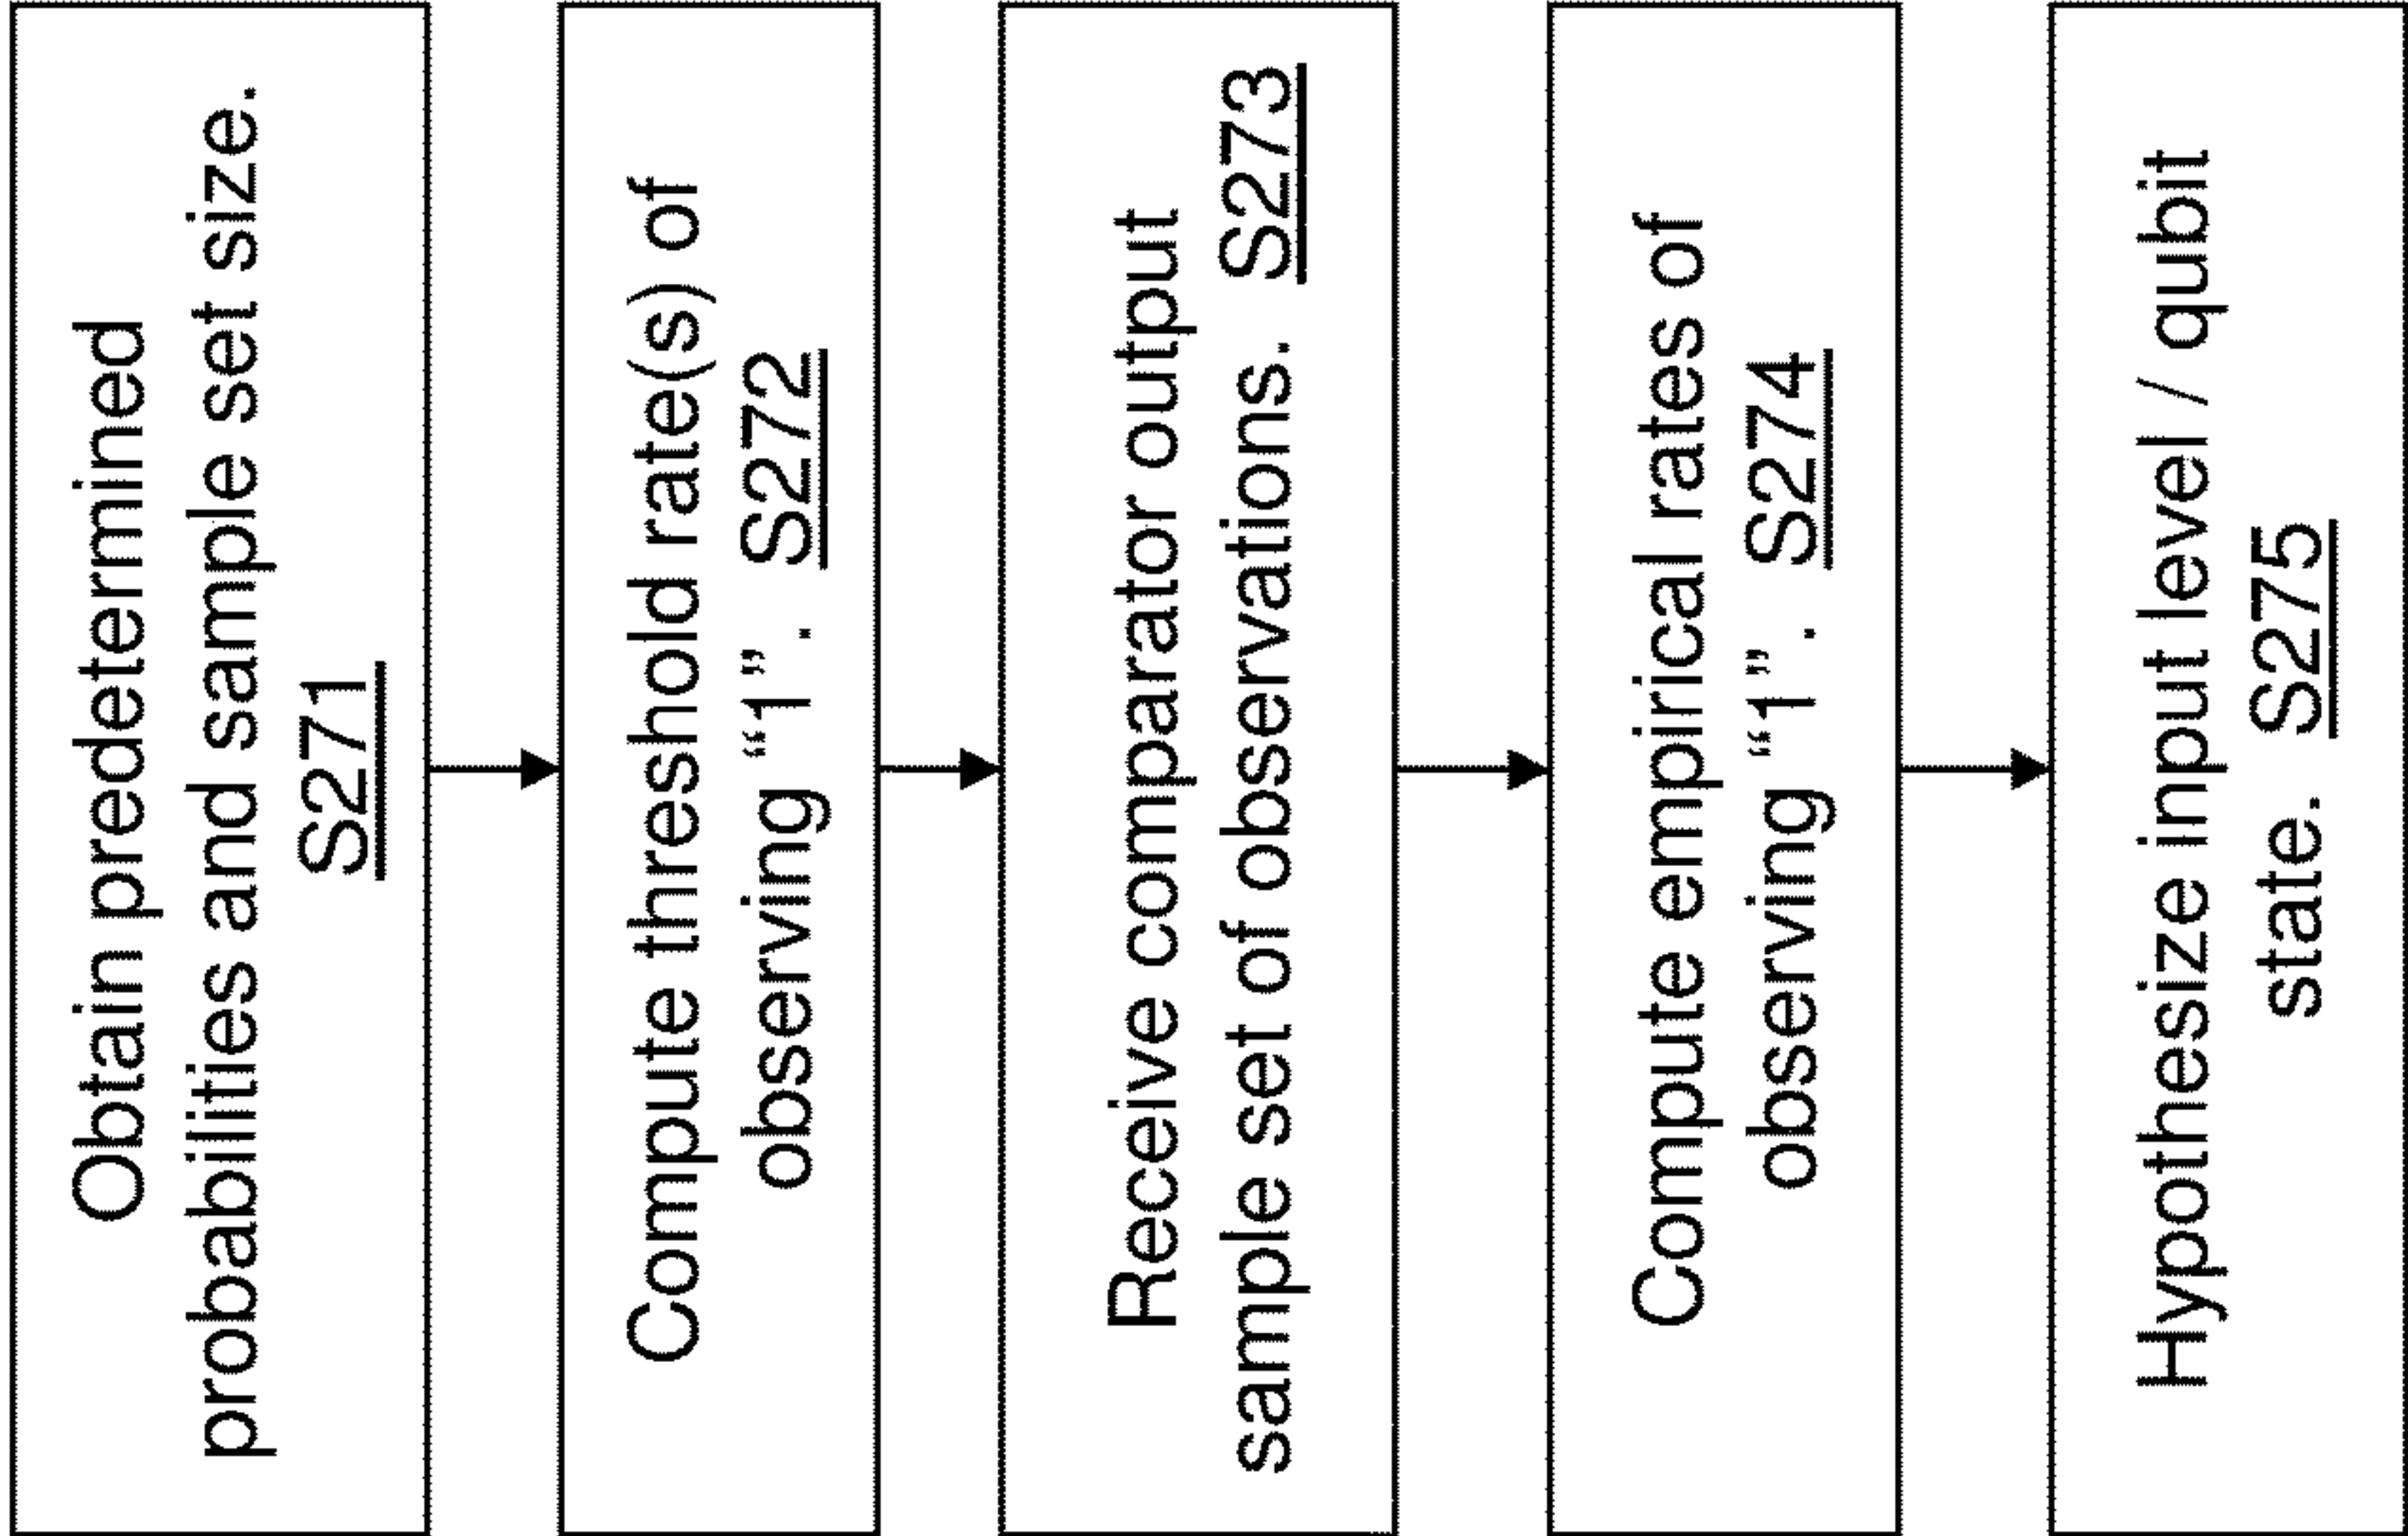 Obtain predetermined
probabilities and sample set size.
S271
Compute threshold rate(s) of
observing “1”. S272
Receive comparator output
sample set of observations. S273
Compute empirical rates of
observing “1”. S274
Hypothesize input level / qubit
state. S275